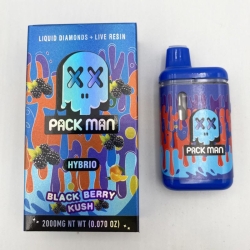 LIQUID DIAMONDS + LIVE RESIN
PACK MAN
HYBRID
BLACK BERRY
KUSH
2000MG NT WT (0.070 OZ)
PACK MAN